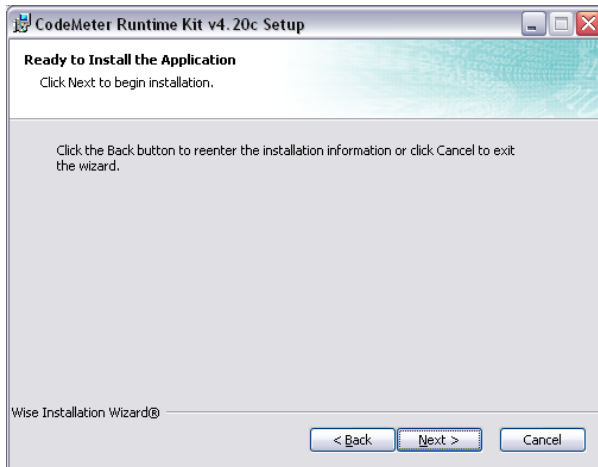 CodeMeter Runtime Kit v4.20c Setup
Ready to Install the Application
Click Next to begin installation.
Click the Back button to reenter the installation information or click Cancel to exit
the wizard.
Wise Installation Wizard®
< Back Next > Cancel